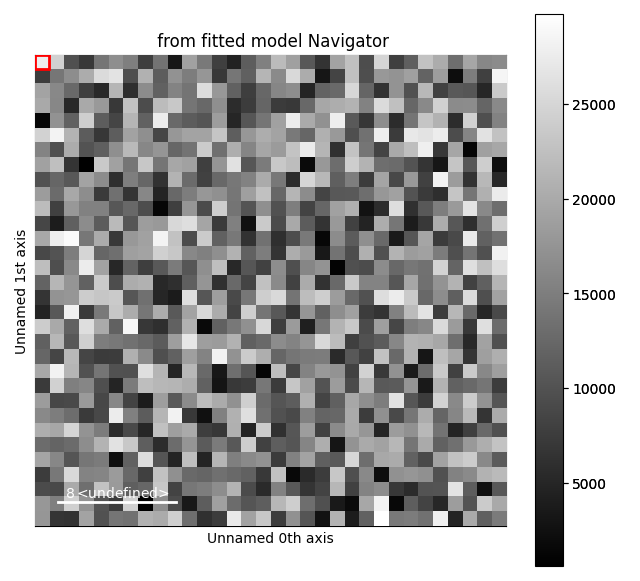 from fitted model Navigator
25000
20000
15000
10000
5000
Unnamed 1st axis
8 <undefined>
Unnamed 0th axis